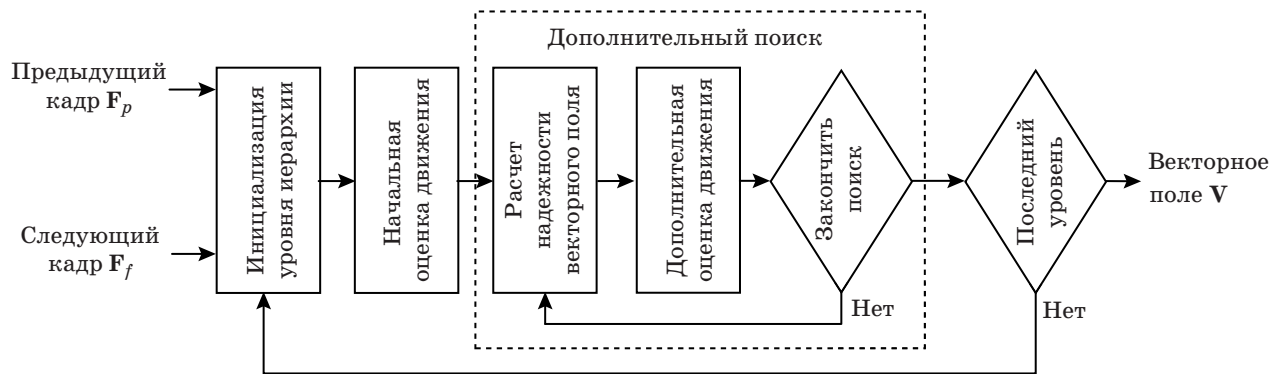 Дополнительный поиск
Предыдущий
кадр F_p
Следующий
кадр F_f
Инициализация
уровня иерархии
Начальная
оценка движения
Расчет
надежности
векторного поля
Дополнительная
оценка движения
Закончить
поиск
Нет
Последний
уровень
Нет
Векторное
поле V